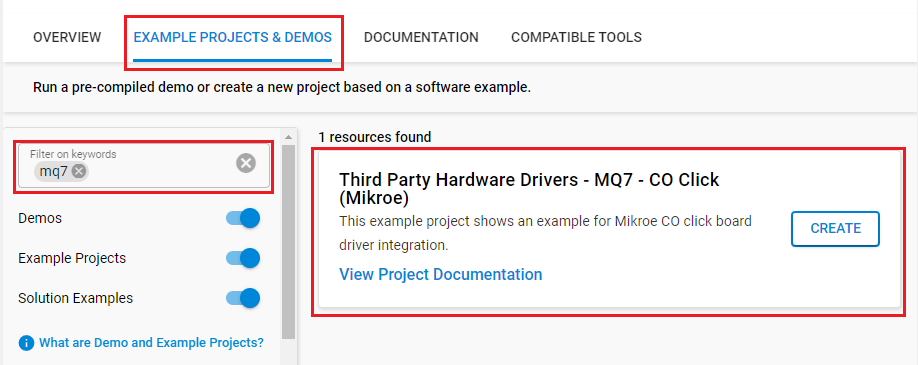 OVERVIEW
EXAMPLE PROJECTS & DEMOS
DOCUMENTATION
COMPATIBLE TOOLS
Run a pre-compiled demo or create a new project based on a software example.
Filter on keywords
mq7
Demos
Example Projects
Solution Examples
What are Demo and Example Projects?
1 resources found
Third Party Hardware Drivers - MQ7 - CO Click
(Mikroe)
This example project shows an example for Mikroe CO click board
driver integration.
View Project Documentation
CREATE